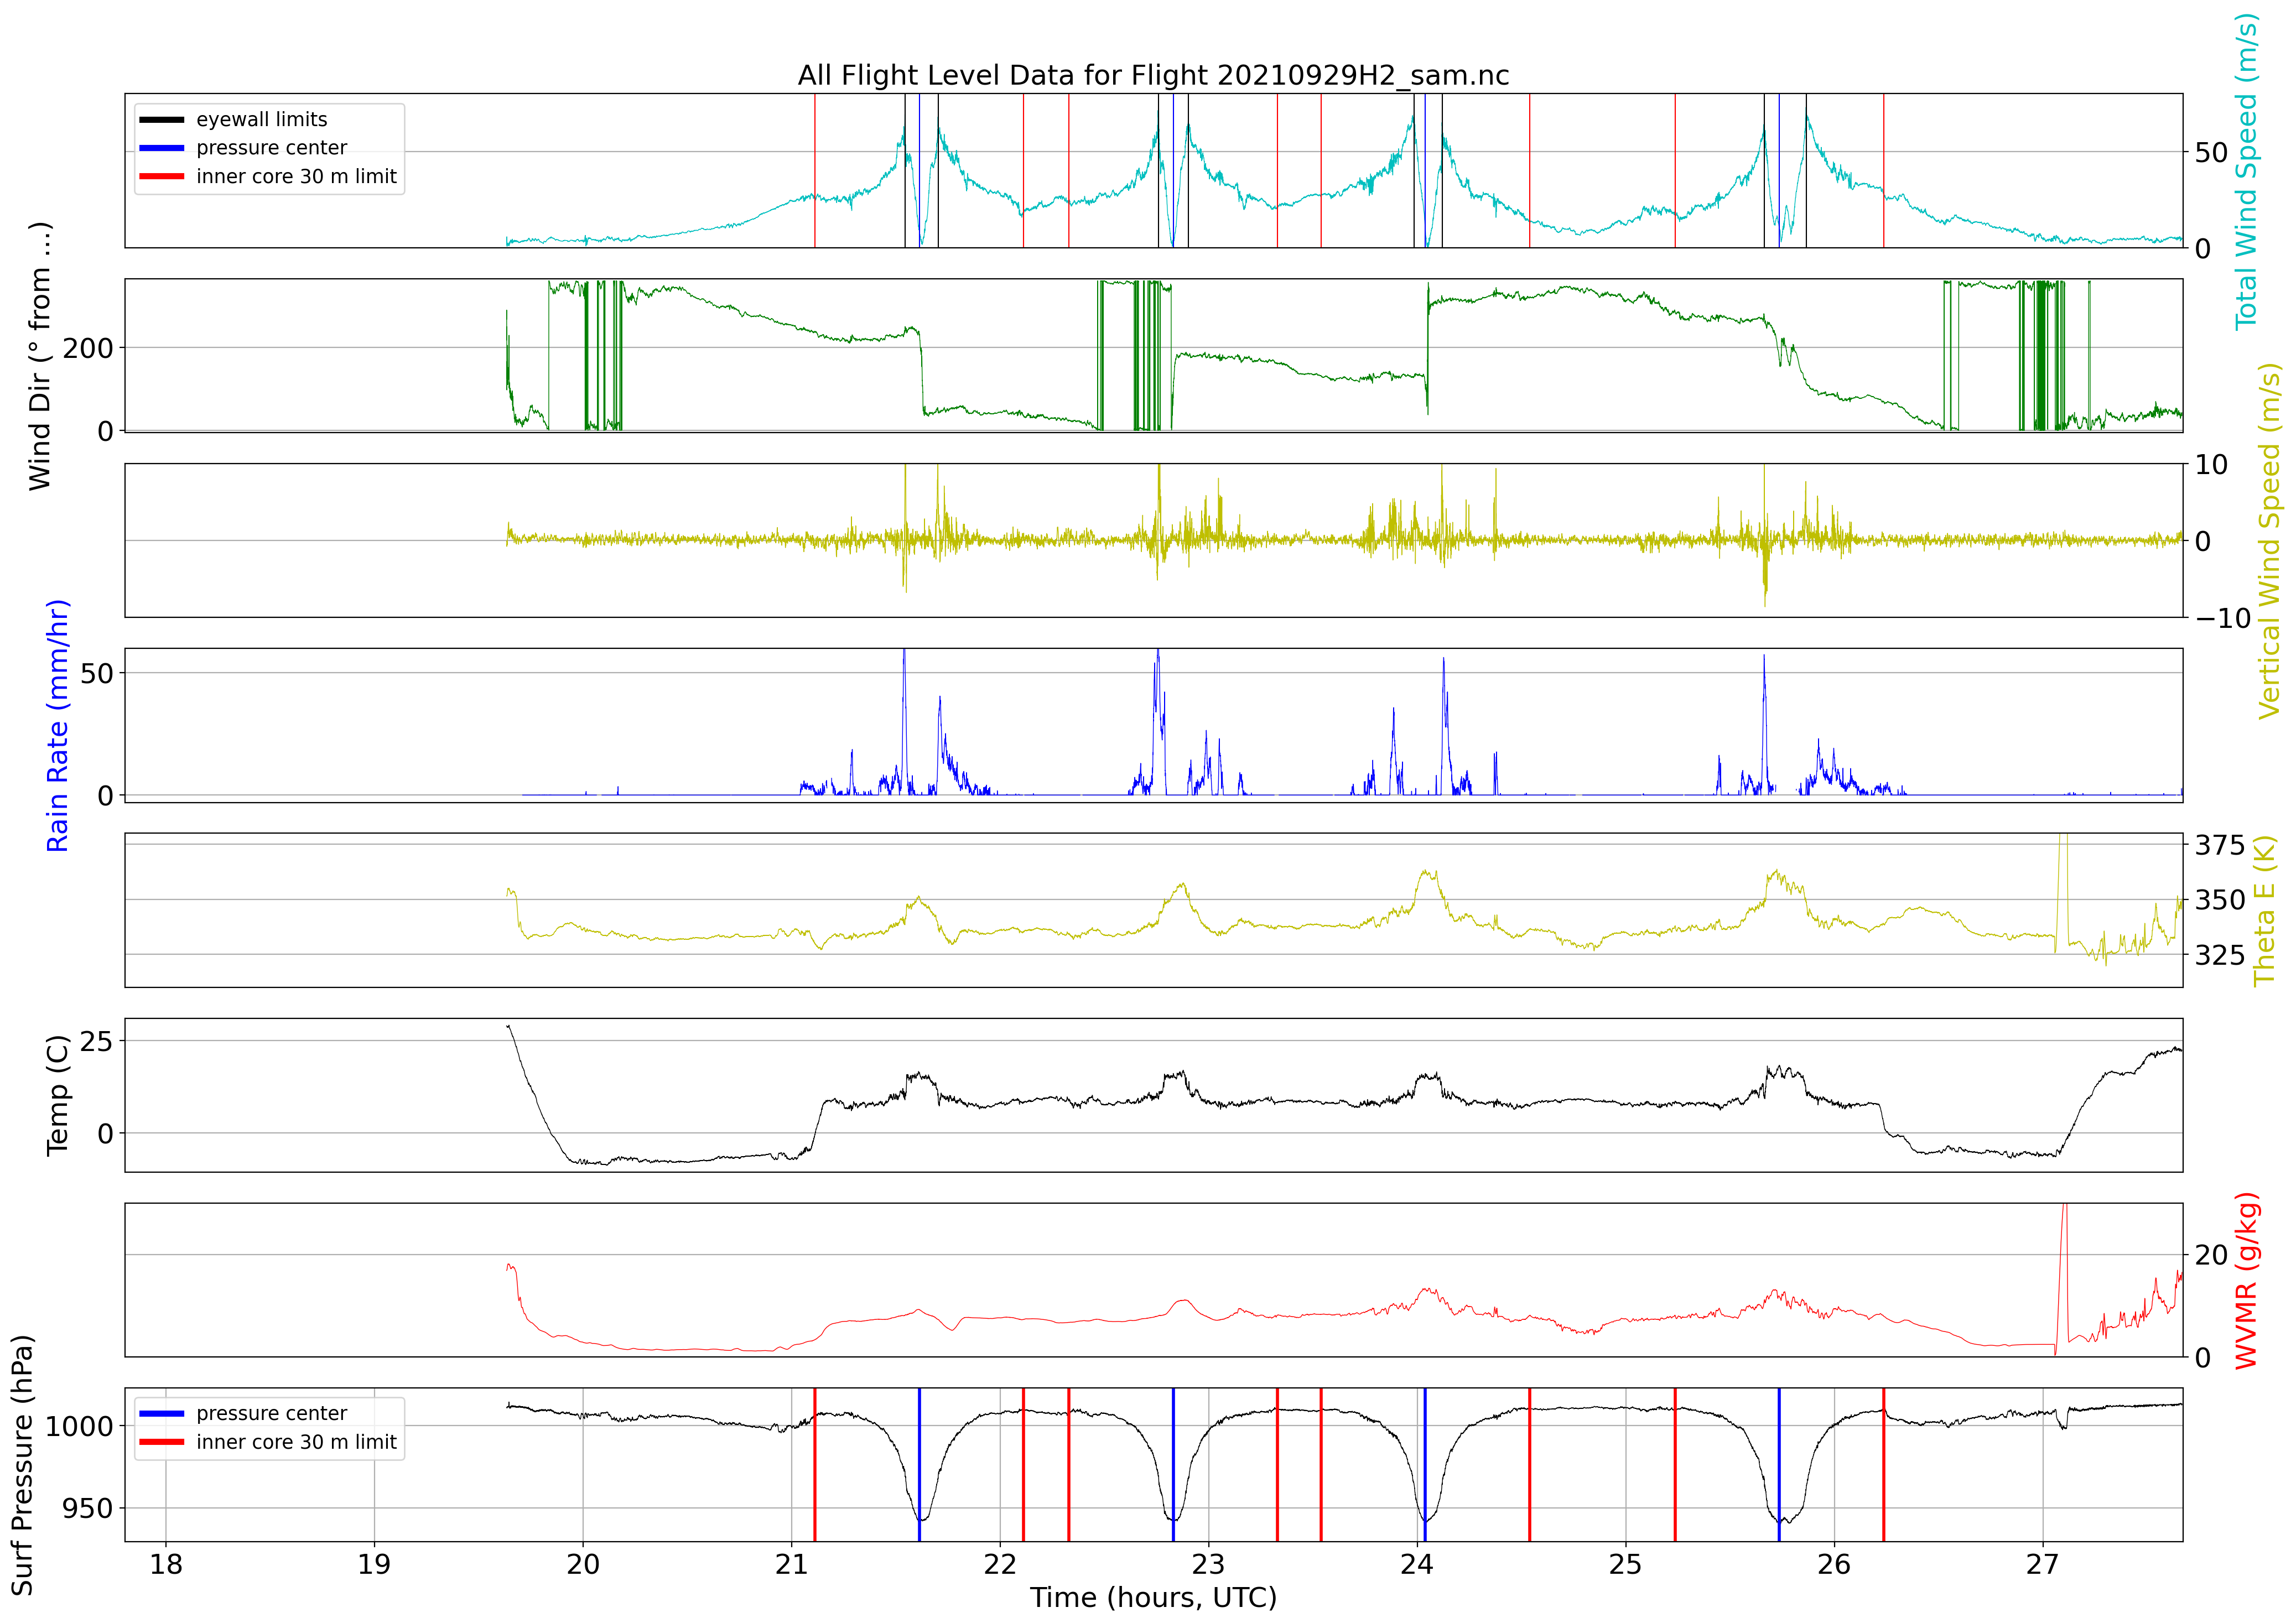 All Flight Level Data for Flight 20210929H2_sam.nc
eyewall limits
pressure center
inner core 30 m limit
50
0
Total Wind Speed (m/s)
Wind Dir (° from ...)
200
0
10
0
−10
Vertical Wind Speed (m/s)
Rain Rate (mm/hr)
50
0
375
350
325
Theta E (K)
Temp (C)
25
0
20
0
WVMR (g/kg)
Surf Pressure (hPa)
1000
950
pressure center
inner core 30 m limit
18 19 20 21 22 23 24 25 26 27
Time (hours, UTC)